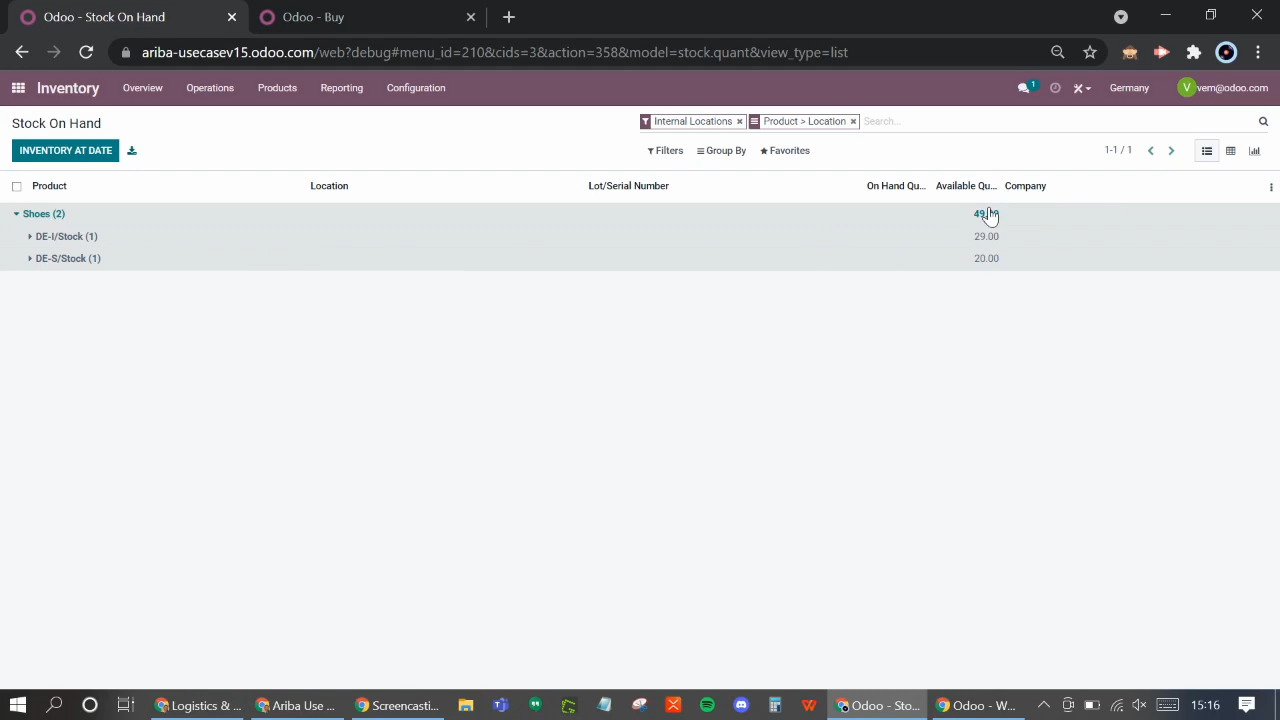 Odoo - Stock On Hand
Odoo - Buy
ariba-usecasev15.odoo.com/web?debug#menu_id=210&cids=3&action=358&model=stock.quant&view_type=list
Inventory Overview Operations Products Reporting Configuration 1 Germany V vem@odoo.com
Stock On Hand Internal Locations × Product > Location × Search...
INVENTORY AT DATE Filters Group By Favorites 1-1 / 1
Product Location Lot/Serial Number On Hand Qu... Available Qu... Company
Shoes (2)
DE-I/Stock (1) 29.00
DE-S/Stock (1) 20.00
Logistics & ... Ariba Use ... Screencasti... Odoo - Sto... Odoo - W... 15:16